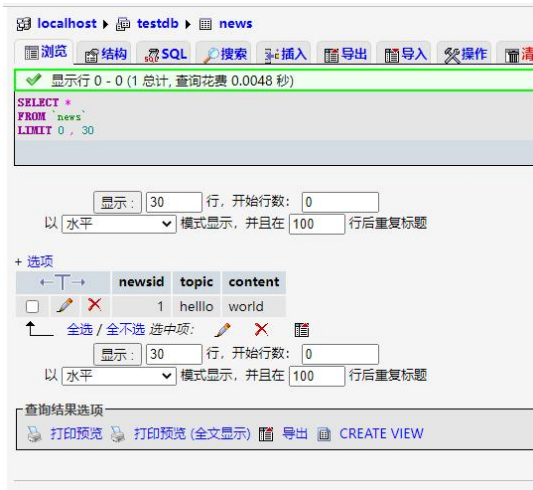 localhost ▸ testdb ▸ news
浏览 结构 SQL 搜索 插入 导出 导入 操作 清
显示行 0 - 0 (1 总计, 查询花费 0.0048 秒)
SELECT *
FROM `news`
LIMIT 0 , 30
显示 : 30 行, 开始行数: 0
以 水平 模式显示, 并且在 100 行后重复标题
+ 选项
←T→ newsid topic content
1 helllo world
全选 / 全不选 选中项:
显示 : 30 行, 开始行数: 0
以 水平 模式显示, 并且在 100 行后重复标题
查询结果选项
打印预览 打印预览 (全文显示) 导出 CREATE VIEW